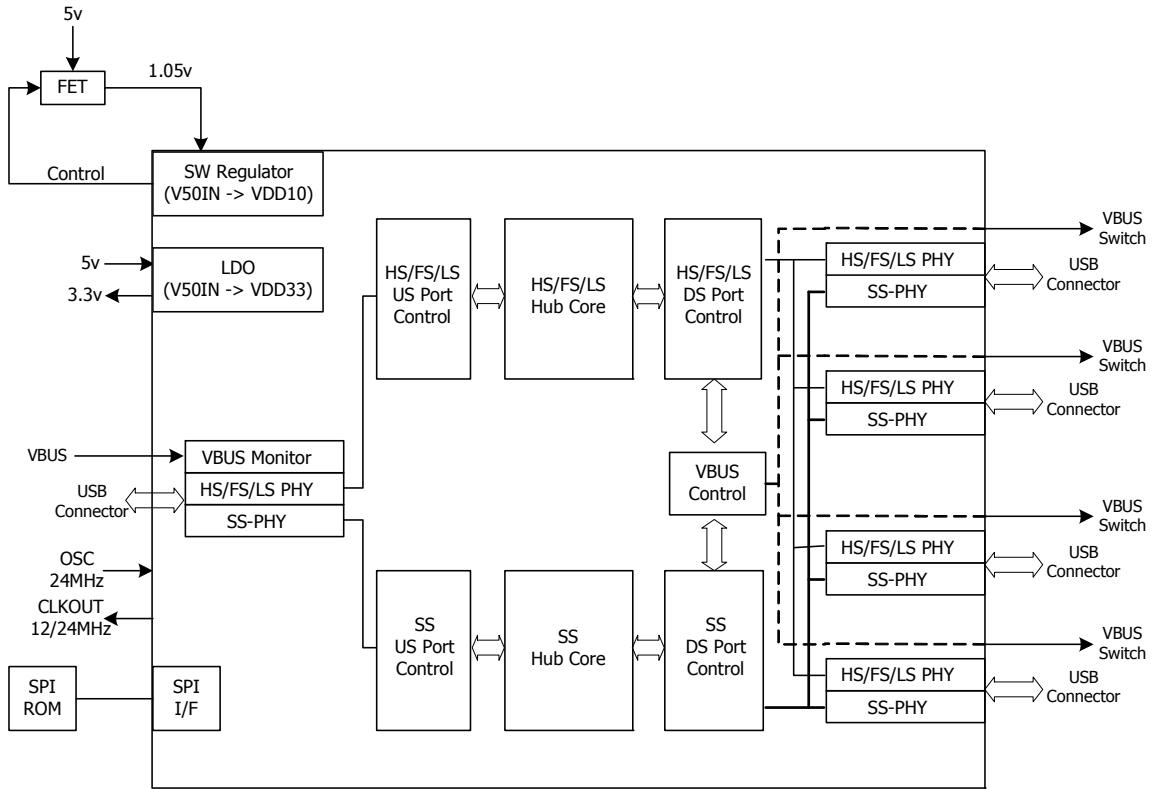 5v
FET
1.05v
Control
SW Regulator
(V50IN -> VDD10)
5v
3.3v
LDO
(V50IN -> VDD33)
HS/FS/LS
US Port
Control
HS/FS/LS
Hub Core
HS/FS/LS
DS Port
Control
VBUS
Switch
HS/FS/LS PHY
SS-PHY
USB
Connector
VBUS
Switch
HS/FS/LS PHY
SS-PHY
USB
Connector
VBUS
VBUS Monitor
HS/FS/LS PHY
SS-PHY
USB
Connector
VBUS
Control
VBUS
Switch
HS/FS/LS PHY
SS-PHY
USB
Connector
OSC
24MHz
CLKOUT
12/24MHz
SS
US Port
Control
SS
Hub Core
SS
DS Port
Control
VBUS
Switch
HS/FS/LS PHY
SS-PHY
USB
Connector
SPI
ROM
SPI
I/F